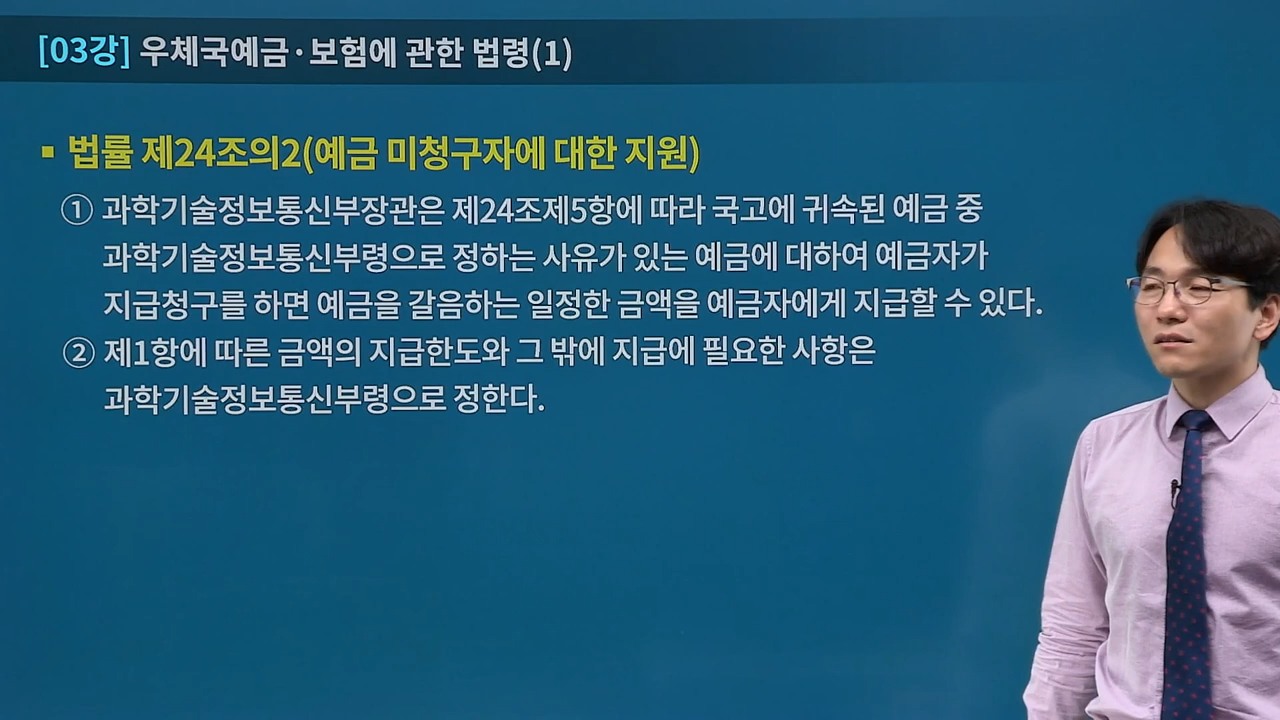 [03강] 우체국예금·보험에 관한 법령(1)
▪ 법률 제24조의2(예금 미청구자에 대한 지원)
① 과학기술정보통신부장관은 제24조제5항에 따라 국고에 귀속된 예금 중
과학기술정보통신부령으로 정하는 사유가 있는 예금에 대하여 예금자가
지급청구를 하면 예금을 갈음하는 일정한 금액을 예금자에게 지급할 수 있다.
② 제1항에 따른 금액의 지급한도와 그 밖에 지급에 필요한 사항은
과학기술정보통신부령으로 정한다.